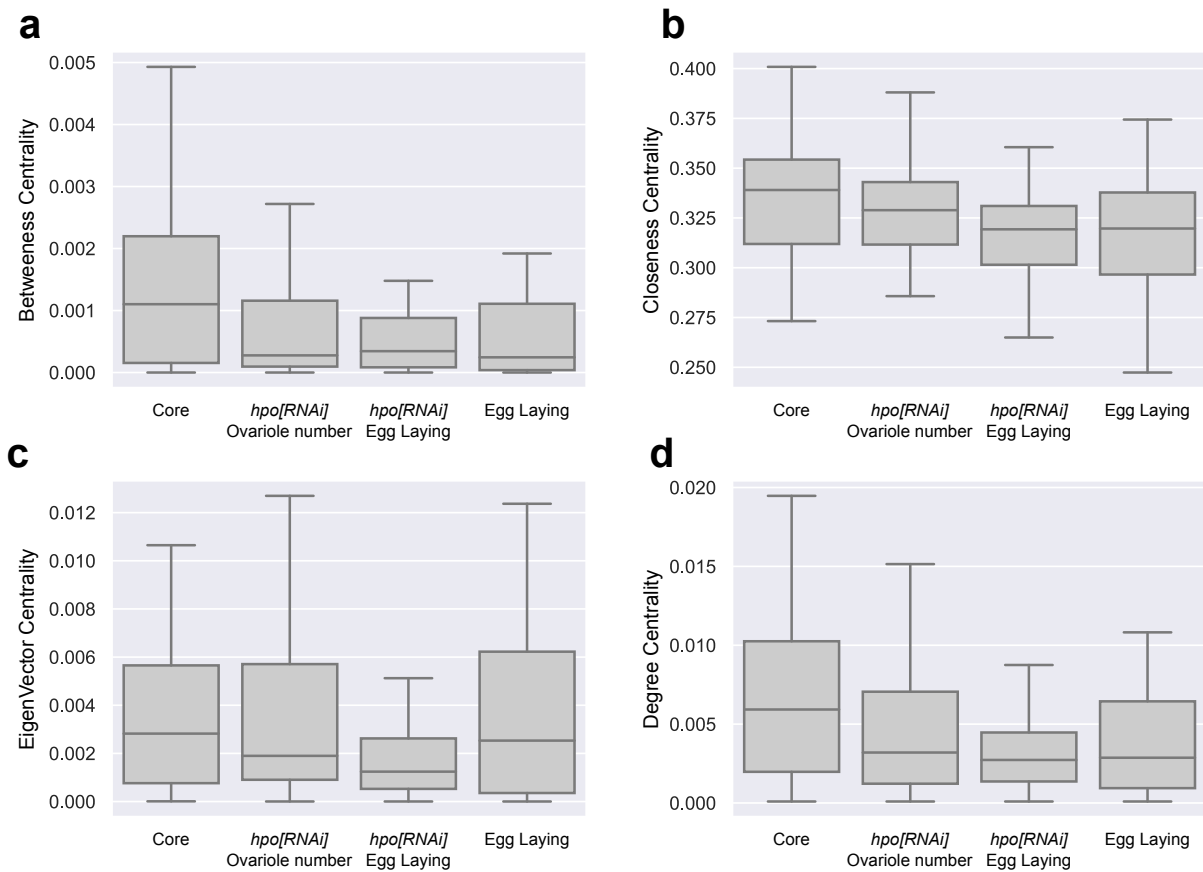 a
0.005
0.004
0.003
0.002
0.001
0.000
Betweeness Centrality
Core
hpo[RNAi]
Ovariole number
hpo[RNAi]
Egg Laying
Egg Laying
b
0.400
0.375
0.350
0.325
0.300
0.275
0.250
Closeness Centrality
Core
hpo[RNAi]
Ovariole number
hpo[RNAi]
Egg Laying
Egg Laying
c
0.012
0.010
0.008
0.006
0.004
0.002
0.000
EigenVector Centrality
Core
hpo[RNAi]
Ovariole number
hpo[RNAi]
Egg Laying
Egg Laying
d
0.020
0.015
0.010
0.005
0.000
Degree Centrality
Core
hpo[RNAi]
Ovariole number
hpo[RNAi]
Egg Laying
Egg Laying